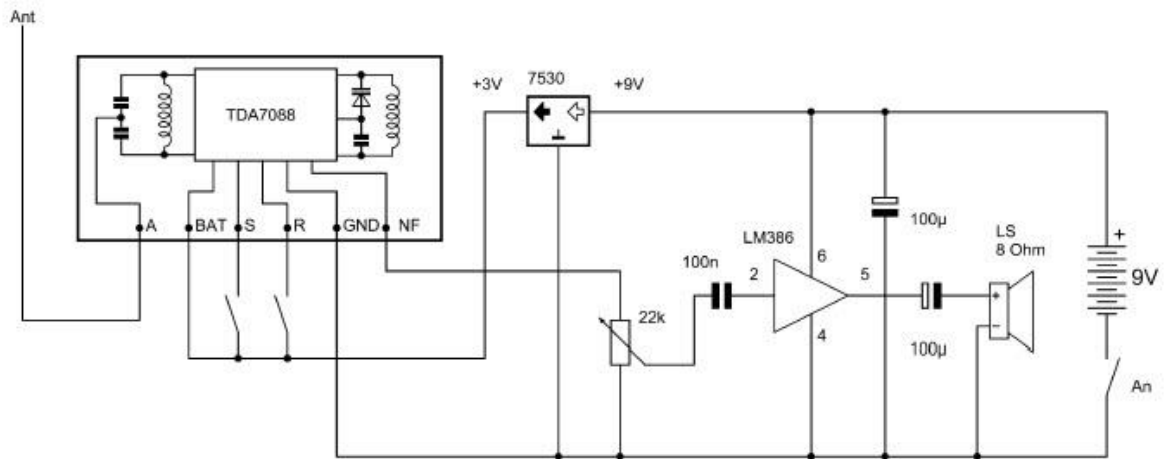 Ant
+3V
7530
+9V
TDA7088
A
BAT
S
R
GND
NF
LM386
100µ
LS
8 Ohm
+
9V
100n
2
6
5
+
22k
4
100µ
−
An